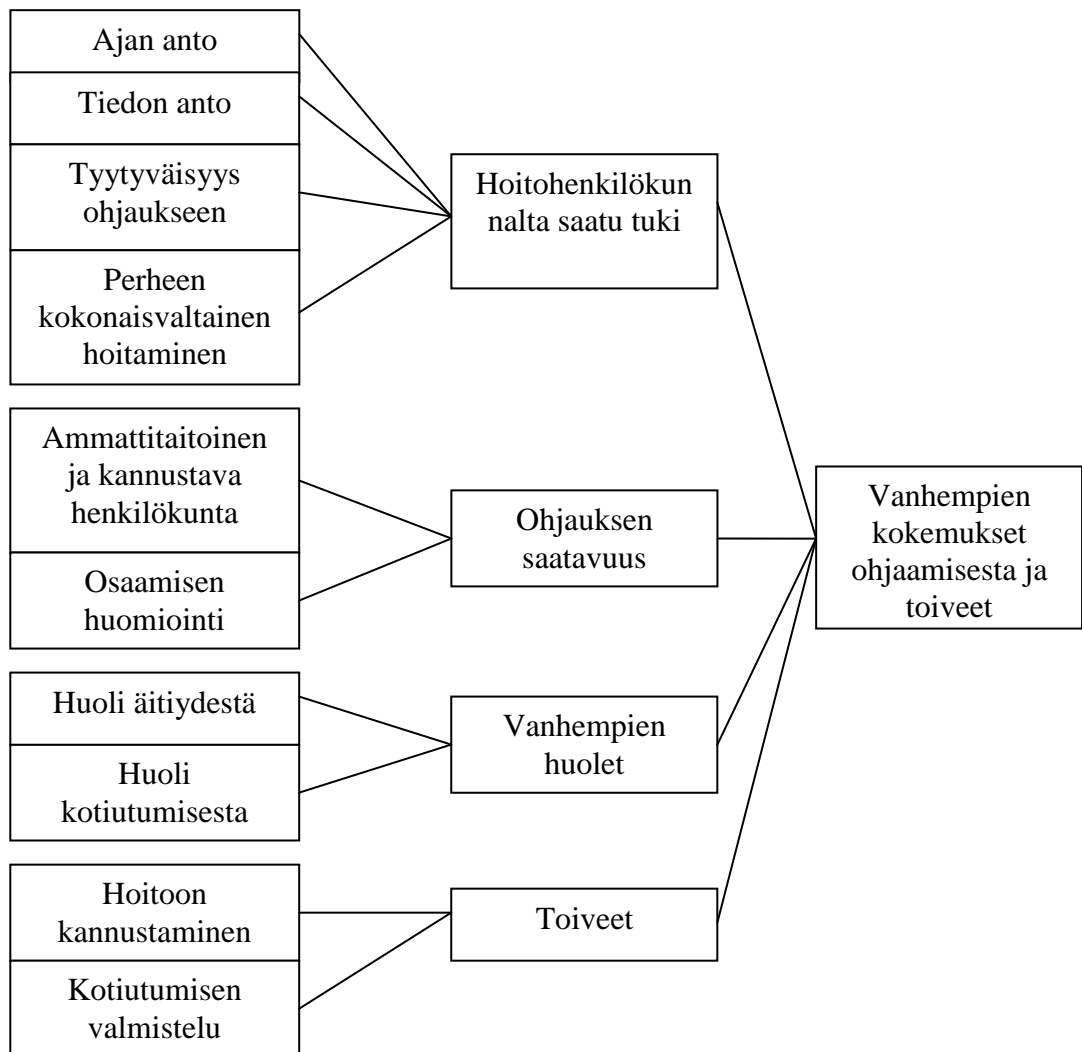 Ajan anto
Tiedon anto
Tyytyväisyys
ohjaukseen
Perheen
kokonaisvaltainen
hoitaminen
Hoitohenkilökun
nalta saatu tuki
Ammattitaitoinen
ja kannustava
henkilökunta
Osaamisen
huomiointi
Ohjauksen
saatavuus
Huoli äitiydestä
Huoli
kotiutumisesta
Vanhempien
huolet
Hoitoon
kannustaminen
Kotiutumisen
valmistelu
Toiveet
Vanhempien
kokemukset
ohjaamisesta ja
toiveet